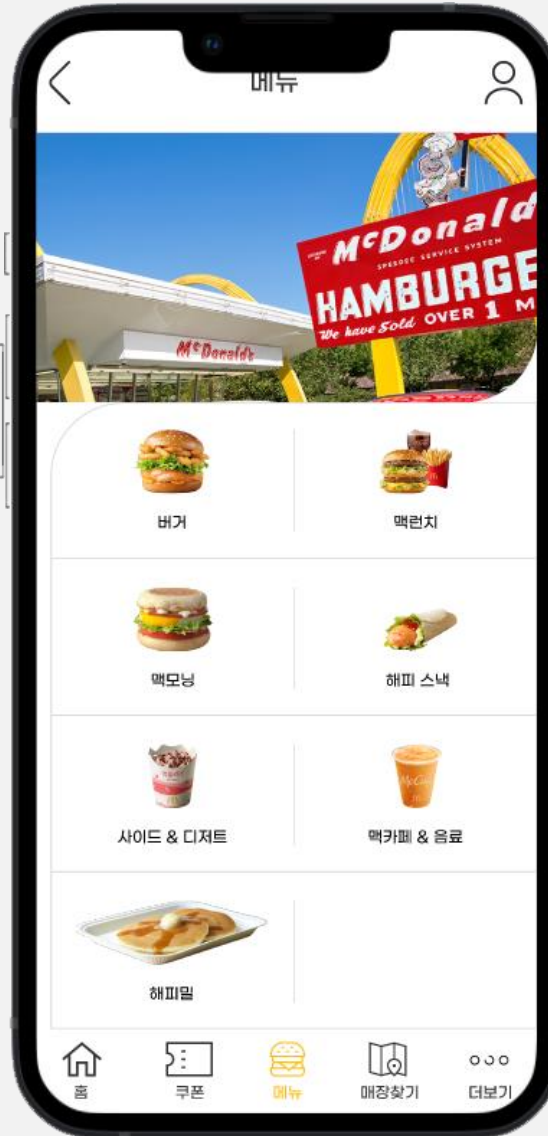 메뉴
McDonald
SPEEDEE SERVICE SYSTEM
HAMBURGE
We have Sold OVER 1 M
McDonald's
버거
맥런치
맥모닝
해피 스낵
사이드 & 디저트
맥카페 & 음료
해피밀
홈
쿠폰
메뉴
매장찾기
더보기